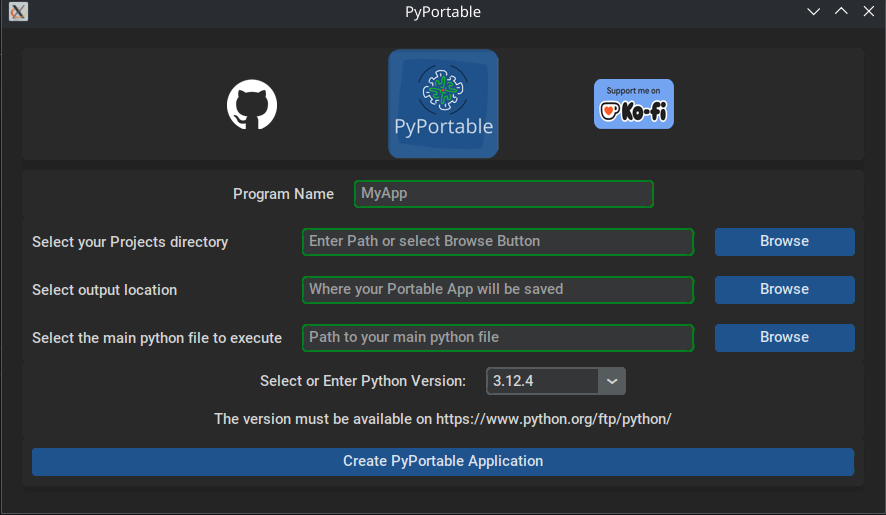 PyPortable
PyPortable
Support me on
Ko-fi
Program Name MyApp
Select your Projects directory Enter Path or select Browse Button Browse
Select output location Where your Portable App will be saved Browse
Select the main python file to execute Path to your main python file Browse
Select or Enter Python Version: 3.12.4
The version must be available on https://www.python.org/ftp/python/
Create PyPortable Application